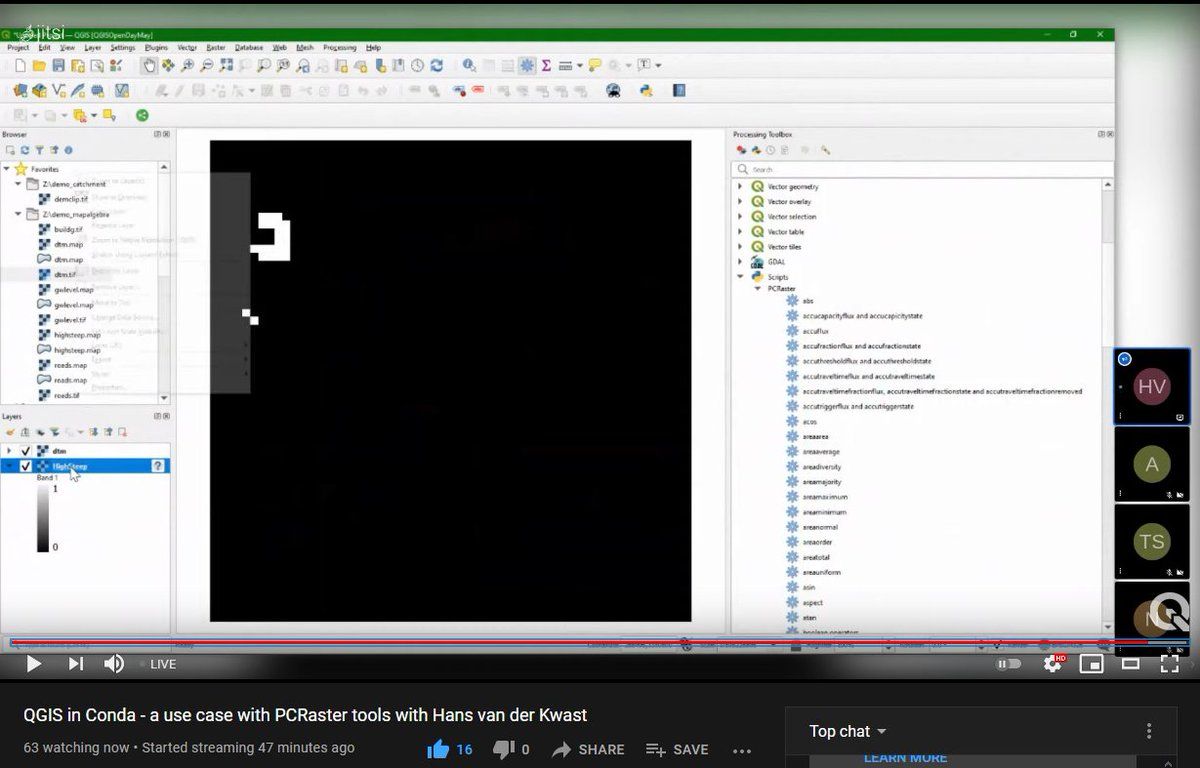 jitsi
— QGIS [QGISOpenDayMay]
Project Edit View Layer Settings Plugins Vector Raster Database Web Mesh Processing Help
Browser
Favorites
Z:\demo_catchment
demclip.tif
Z:\demo_mapalgebra
buildg.tif
dtm.map
dtm.map
dtm.tif
gwlevel.map
gwlevel.map
gwlevel.tif
highsteep.map
highsteep.map
roads.map
roads.map
roads.tif
Layers
dtm
HighSteep
?
Band 1
1
0
Processing Toolbox
Search
Vector geometry
Vector overlay
Vector selection
Vector table
Vector tiles
GDAL
Scripts
PCRaster
abs
accucapacityflux and accucapicitystate
accuflux
accufractionflux and accufractionstate
accuthresholdflux and accuthresholdstate
accutraveltimeflux and accutraveltimestate
accutraveltimefractionflux, accutraveltimefractionstate and accutraveltimefractionremoved
accutriggerflux and accutriggerstate
acos
areaarea
areaaverage
areadiversity
areamajority
areamaximum
areaminimum
areanormal
areaorder
areatotal
areauniform
asin
aspect
atan
boolean operators
HV
A
TS
LIVE
HD
QGIS in Conda - a use case with PCRaster tools with Hans van der Kwast
63 watching now • Started streaming 47 minutes ago
16
0
SHARE
SAVE
Top chat
LEARN MORE